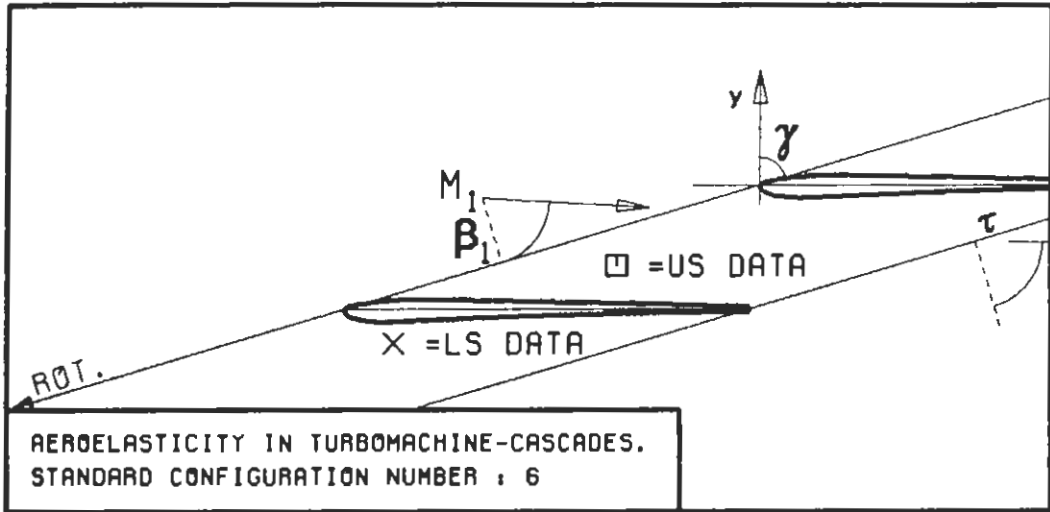 y
γ
M₁
β₁
τ
⊡ =US DATA
× =LS DATA
ROT.
AEROELASTICITY IN TURBOMACHINE-CASCADES.
STANDARD CONFIGURATION NUMBER : 6